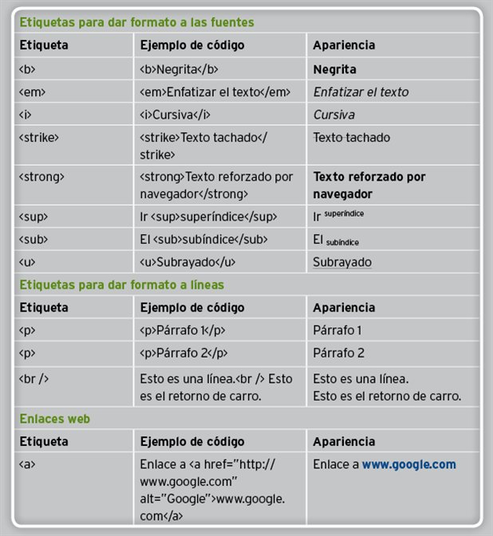 Etiquetas para dar formato a las fuentes
Etiqueta Ejemplo de código Apariencia
<b> <b>Negrita</b> Negrita
<em> <em>Enfatizar el texto</em> Enfatizar el texto
<i> <i>Cursiva</i> Cursiva
<strike> <strike>Texto tachado</ Texto tachado
strike>
<strong> <strong>Texto reforzado por Texto reforzado por
navegador</strong> navegador
<sup> Ir <sup>superíndice</sup> Ir superíndice
<sub> El <sub>subíndice</sub> El subíndice
<u> <u>Subrayado</u> Subrayado
Etiquetas para dar formato a líneas
Etiqueta Ejemplo de código Apariencia
<p> <p>Párrafo 1</p> Párrafo 1
<p> <p>Párrafo 2</p> Párrafo 2
<br /> Esto es una línea.<br /> Esto Esto es una línea.
es el retorno de carro. Esto es el retorno de carro.
Enlaces web
Etiqueta Ejemplo de código Apariencia
<a> Enlace a <a href="http:// Enlace a www.google.com
www.google.com"
alt="Google">www.google.
com</a>